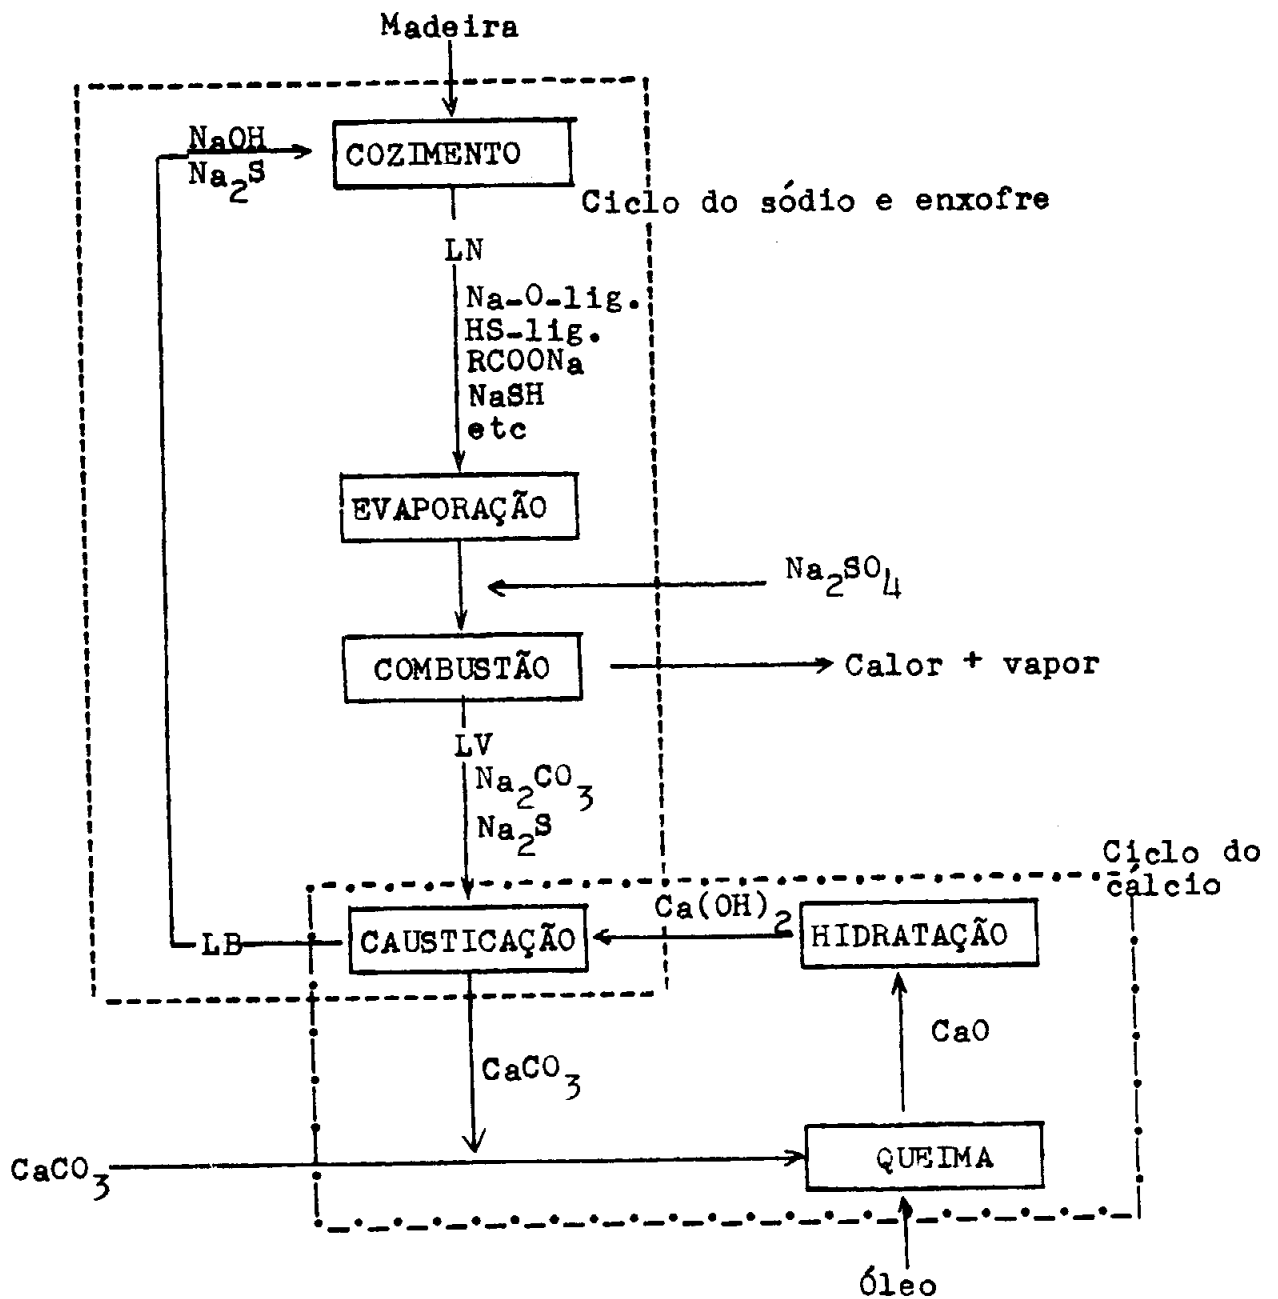 Madeira
NaOH
Na2S
COZIMENTO
Ciclo do sódio e enxofre
LN
Na-O-lig.
HS-lig.
RCOONa
NaSH
etc
EVAPORAÇÃO
Na2SO4
COMBUSTÃO
Calor + vapor
LV
Na2CO3
Na2S
Ciclo do
cálcio
Ca(OH)2
LB
CAUSTICAÇÃO
HIDRATAÇÃO
CaO
CaCO3
CaCO3
QUEIMA
Óleo